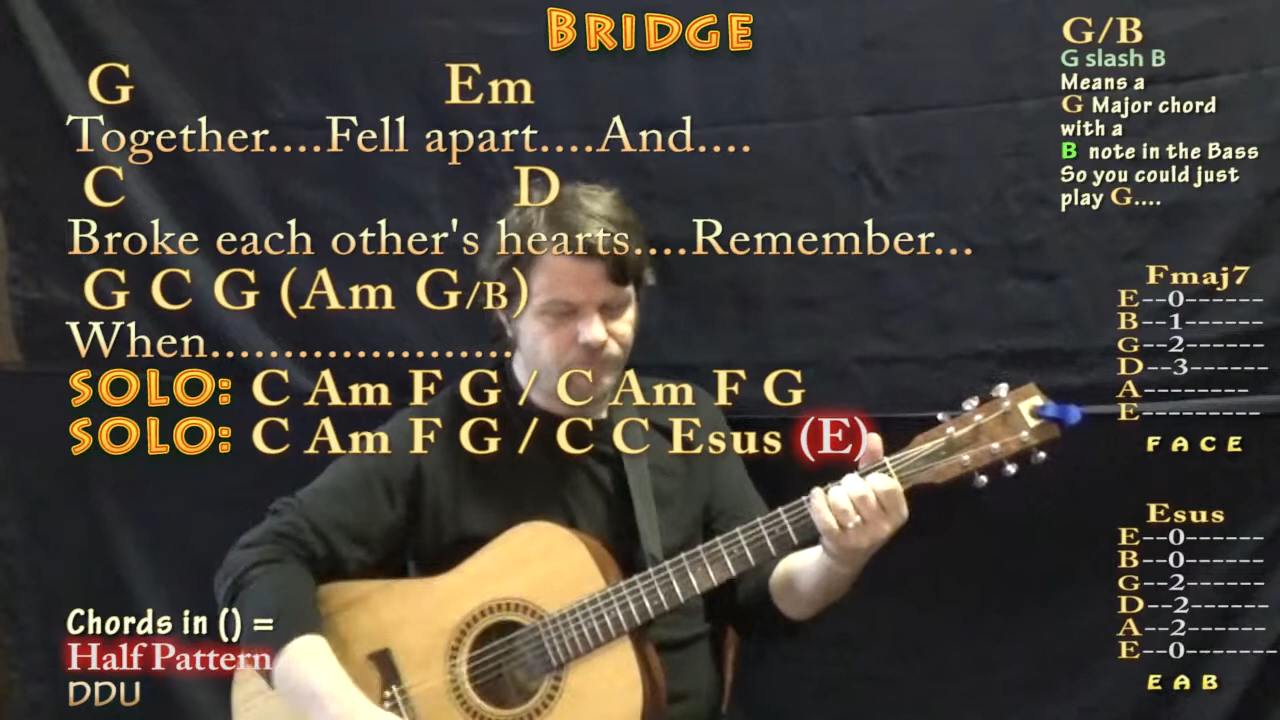 BRIDGE
G Em
Together....Fell apart....And....
C D
Broke each other's hearts....Remember...
G C G (Am G/B)
When.....................
SOLO: C Am F G / C Am F G
SOLO: C Am F G / C C Esus (E)
Chords in () =
Half Pattern
DDU
G/B
G slash B
Means a
G Major chord
with a
B note in the Bass
So you could just
play G....
Fmaj7
E--0------
B--1------
G--2------
D--3------
A--------
E---------
F A C E
Esus
E--0------
B--0------
G--2------
D--2------
A--2------
E--0-------
E A B